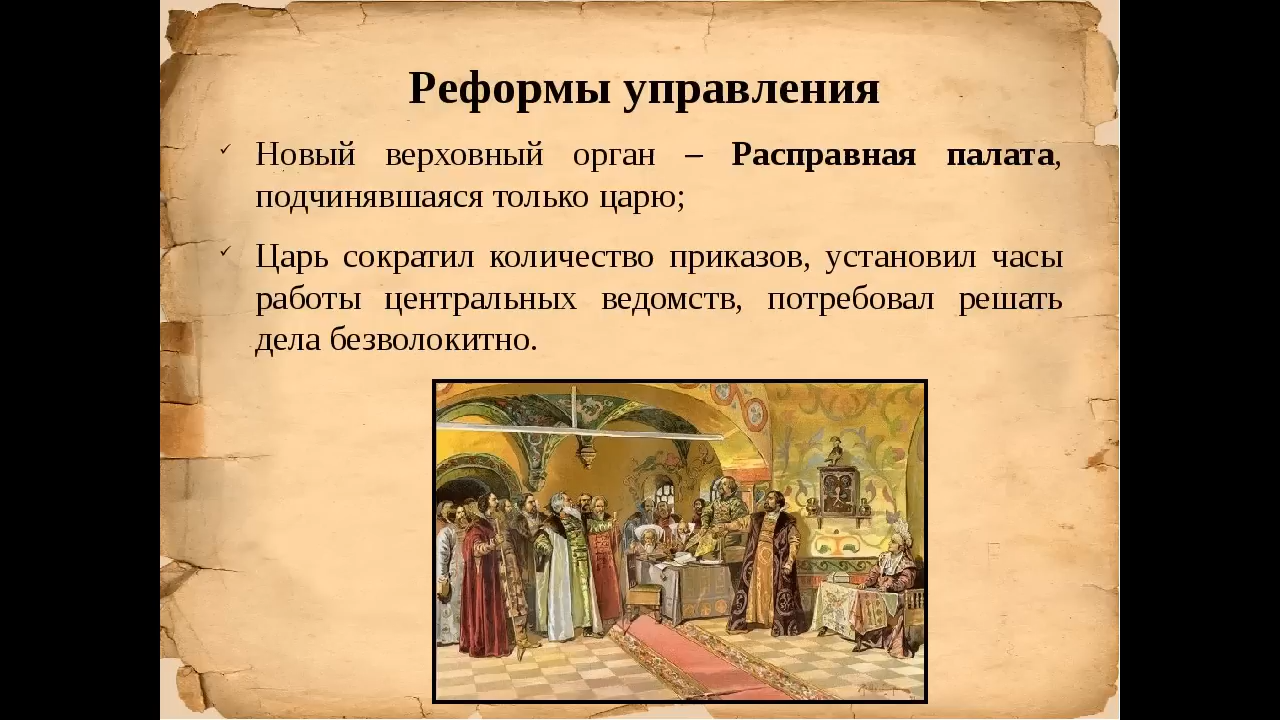 Реформы управления
Новый верховный орган – Расправная палата,
подчинявшаяся только царю;
Царь сократил количество приказов, установил часы
работы центральных ведомств, потребовал решать
дела безволокитно.